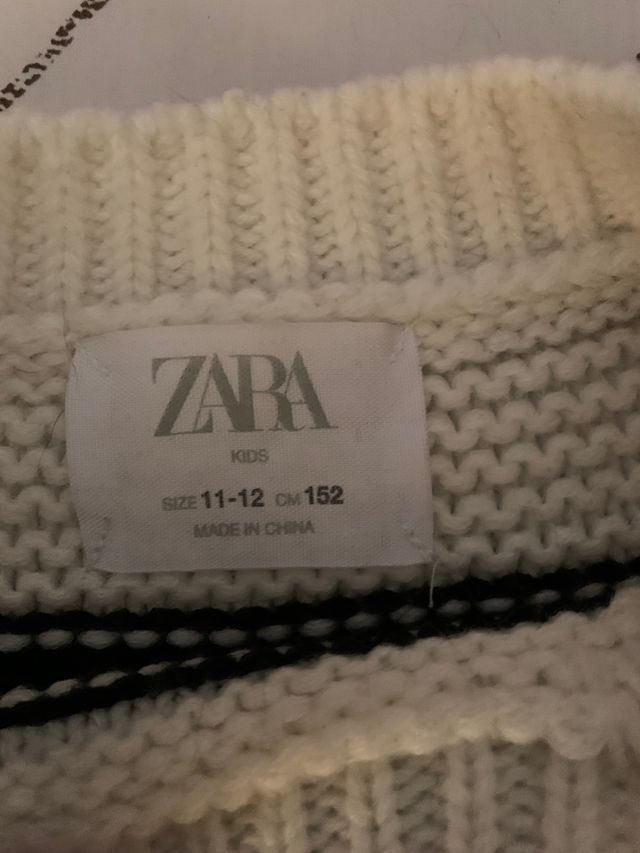 ZARA
KIDS
SIZE 11-12 CM 152
MADE IN CHINA